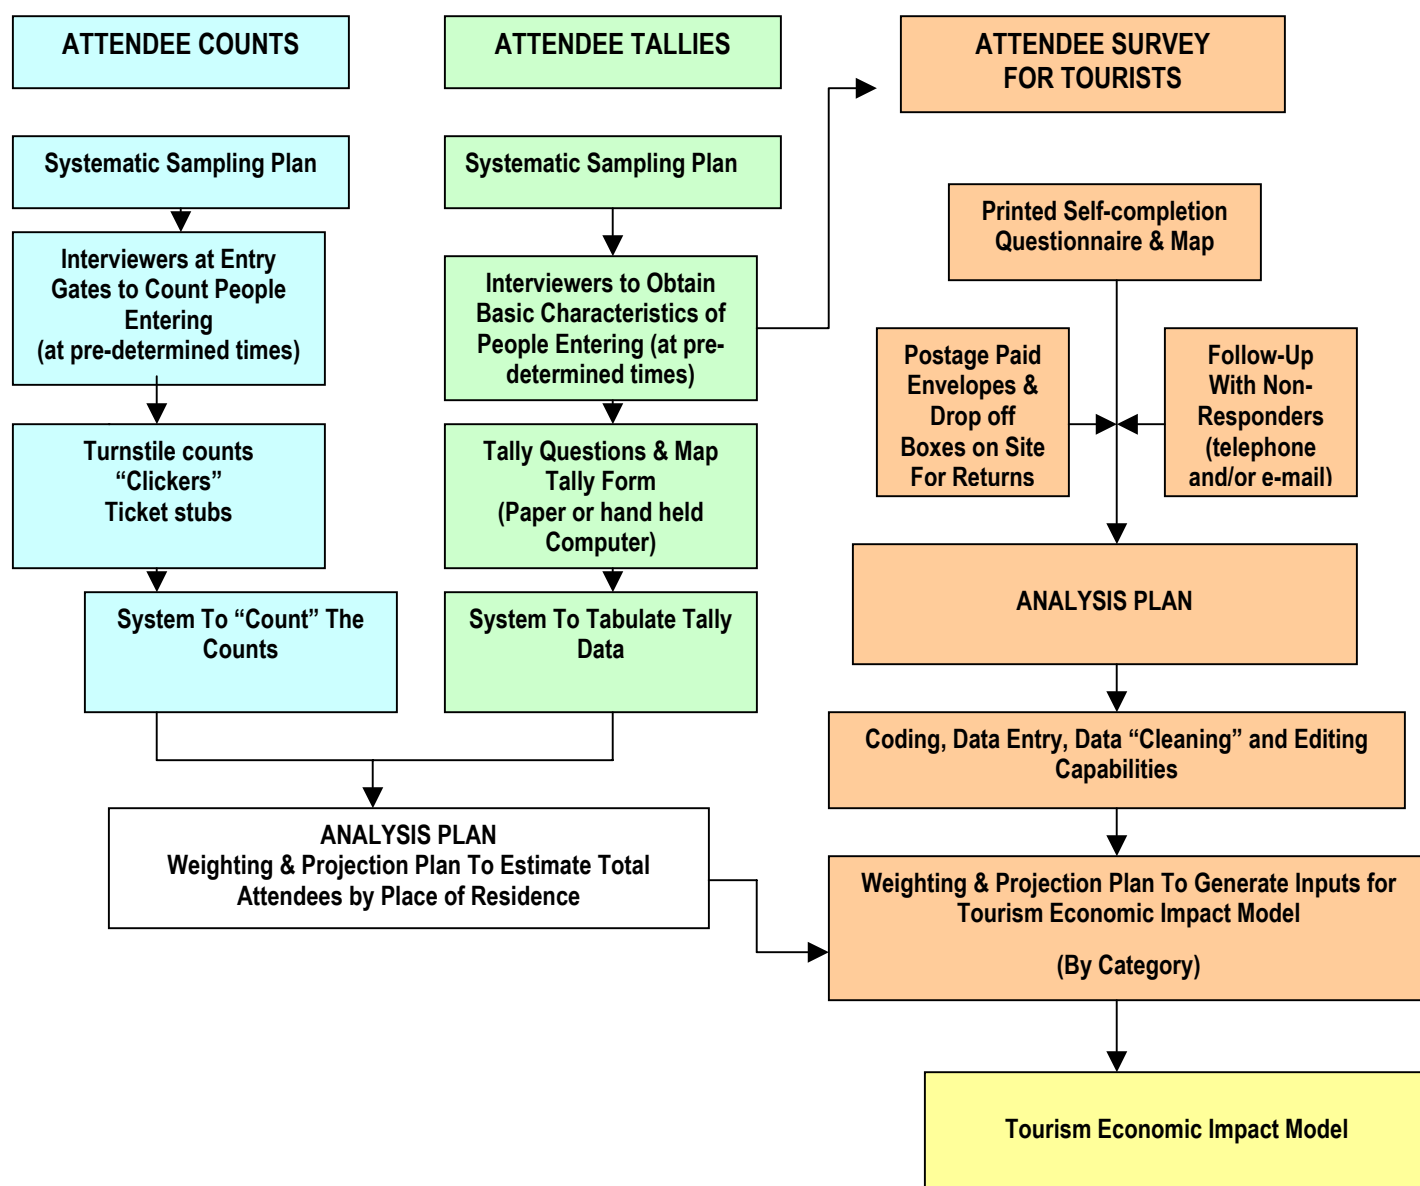 ATTENDEE COUNTS
Systematic Sampling Plan
Interviewers at Entry
Gates to Count People
Entering
(at pre-determined times)
Turnstile counts
“Clickers”
Ticket stubs
System To “Count” The
Counts
ATTENDEE TALLIES
Systematic Sampling Plan
Interviewers to Obtain
Basic Characteristics of
People Entering (at pre-
determined times)
Tally Questions & Map
Tally Form
(Paper or hand held
Computer)
System To Tabulate Tally
Data
ANALYSIS PLAN
Weighting & Projection Plan To Estimate Total
Attendees by Place of Residence
ATTENDEE SURVEY
FOR TOURISTS
Printed Self-completion
Questionnaire & Map
Postage Paid
Envelopes &
Drop off
Boxes on Site
For Returns
Follow-Up
With Non-
Responders
(telephone
and/or e-mail)
ANALYSIS PLAN
Coding, Data Entry, Data “Cleaning” and Editing
Capabilities
Weighting & Projection Plan To Generate Inputs for
Tourism Economic Impact Model
(By Category)
Tourism Economic Impact Model